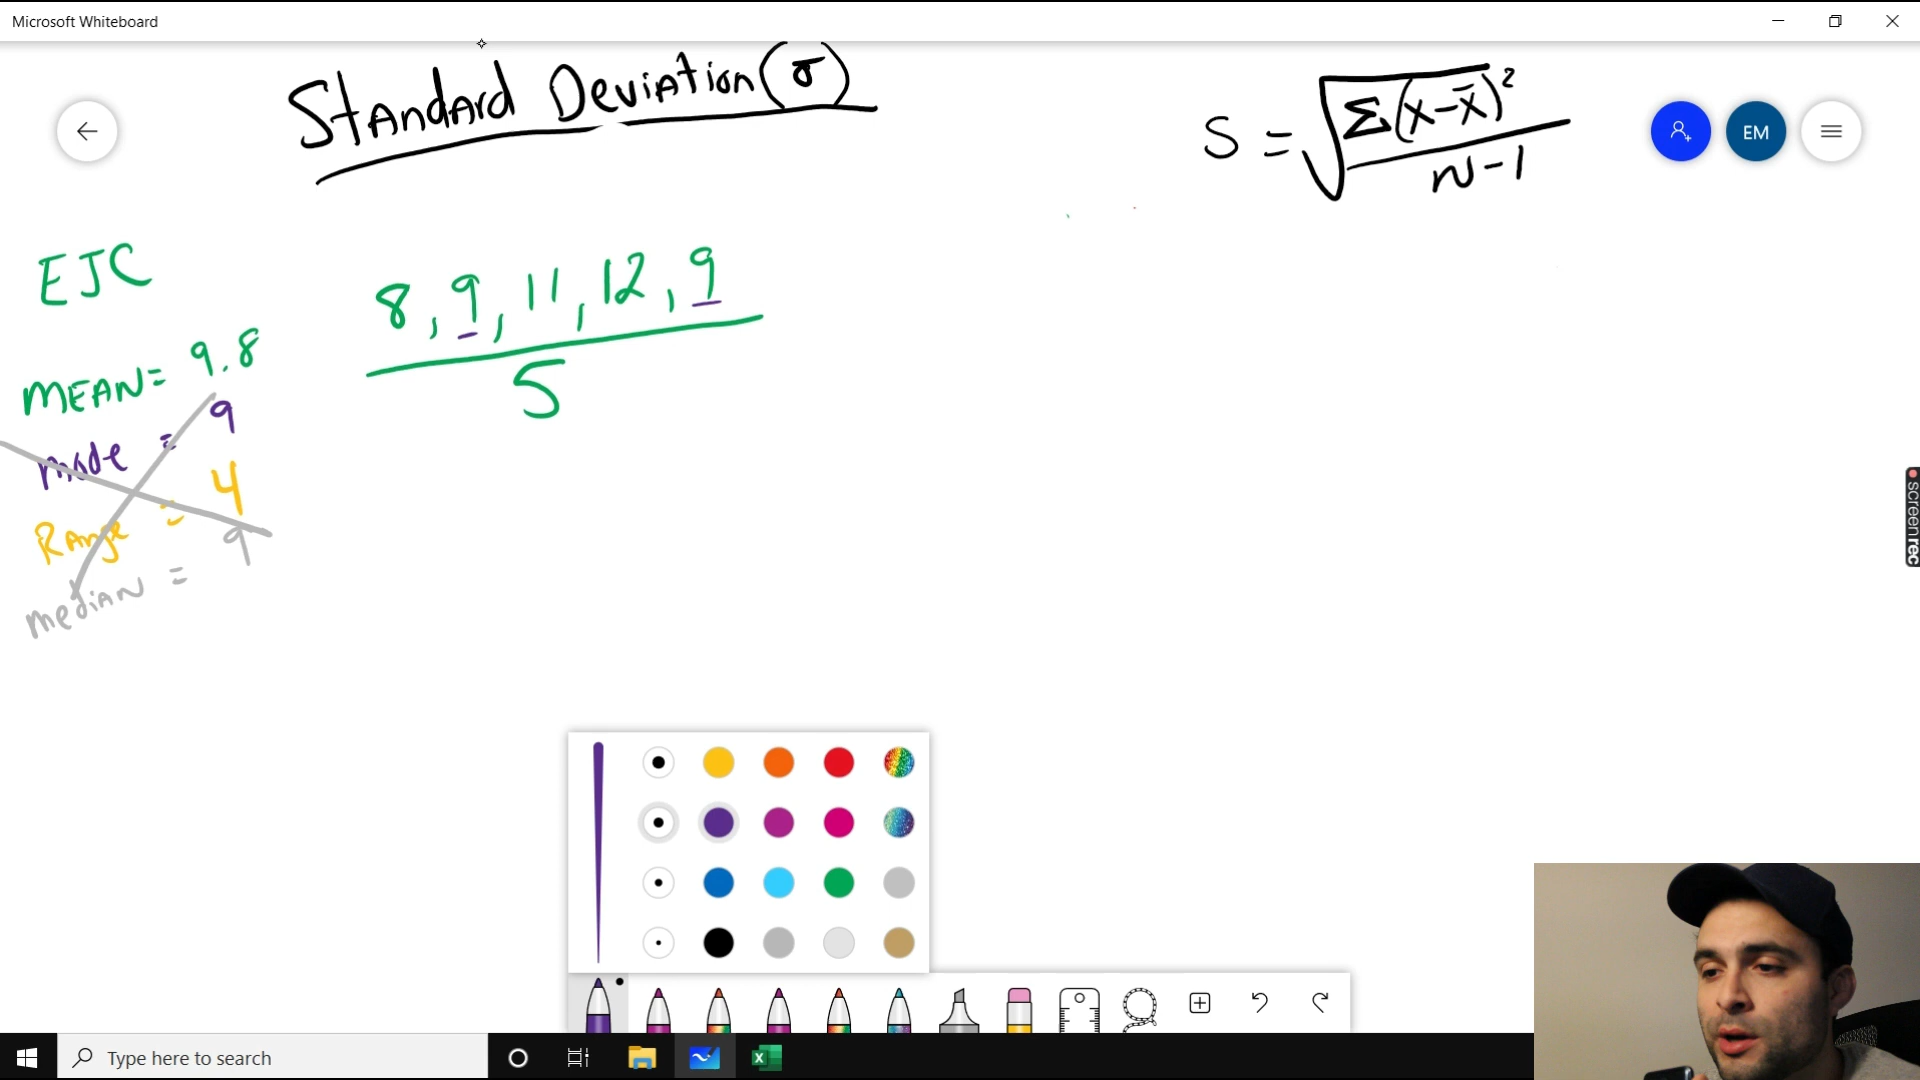 Microsoft Whiteboard
Standard Deviation (σ)
S = √Σ(x-x̄)²
N-1
EM
EJC
8, 9, 11, 12, 9
5
MEAN = 9.8
mode = 9
Range = 4
mediAN = 9
screenrec
Type here to search